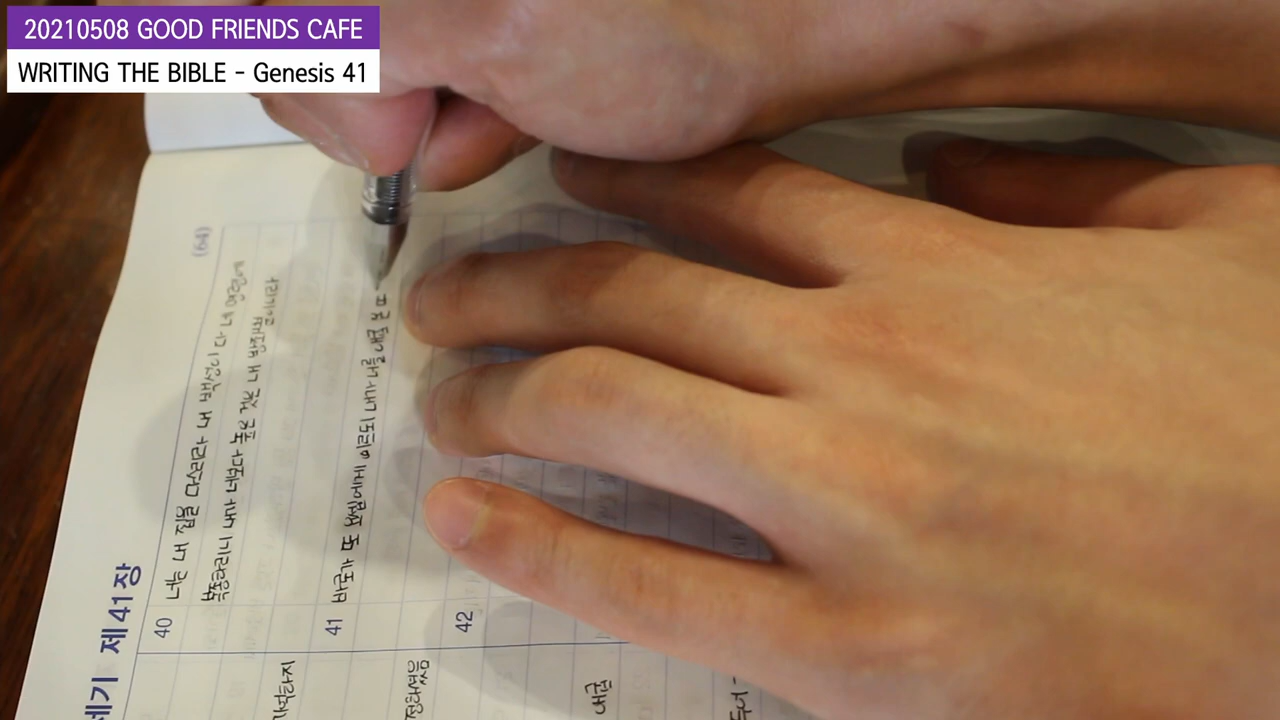 20210508 GOOD FRIENDS CAFE
WRITING THE BIBLE - Genesis 41
세기 제41장
(64)
40 너는 내 집을 다스리라 내 백성이 다 네 명령에
복종하리니 내가 너보다 높은 것은 내 왕좌뿐
이니라
41 바로가 또 요셉에게 이르되 내가 너를 애굽 온
42